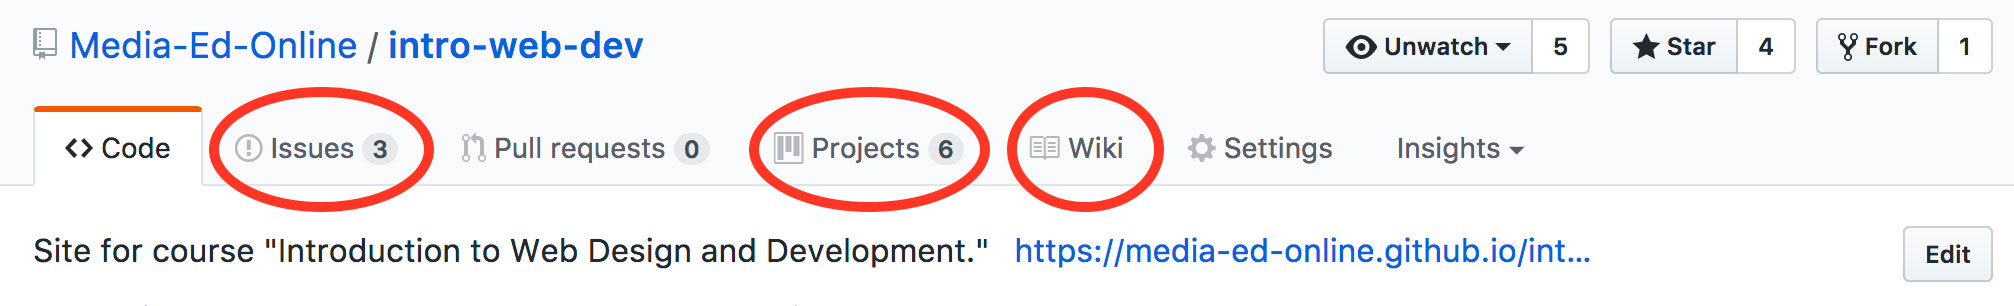 Media-Ed-Online / intro-web-dev Unwatch 5 Star 4 Fork 1
Code Issues 3 Pull requests 0 Projects 6 Wiki Settings Insights
Site for course "Introduction to Web Design and Development." https://media-ed-online.github.io/int... Edit